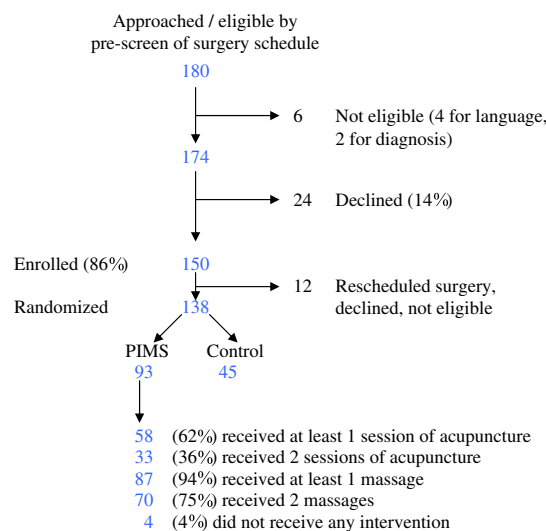 Approached / eligible by
pre-screen of surgery schedule
180
6 Not eligible (4 for language,
2 for diagnosis)
174
24 Declined (14%)
Enrolled (86%) 150
12 Rescheduled surgery,
declined, not eligible
Randomized 138
PIMS Control
93 45
58 (62%) received at least 1 session of acupuncture
33 (36%) received 2 sessions of acupuncture
87 (94%) received at least 1 massage
70 (75%) received 2 massages
4 (4%) did not receive any intervention